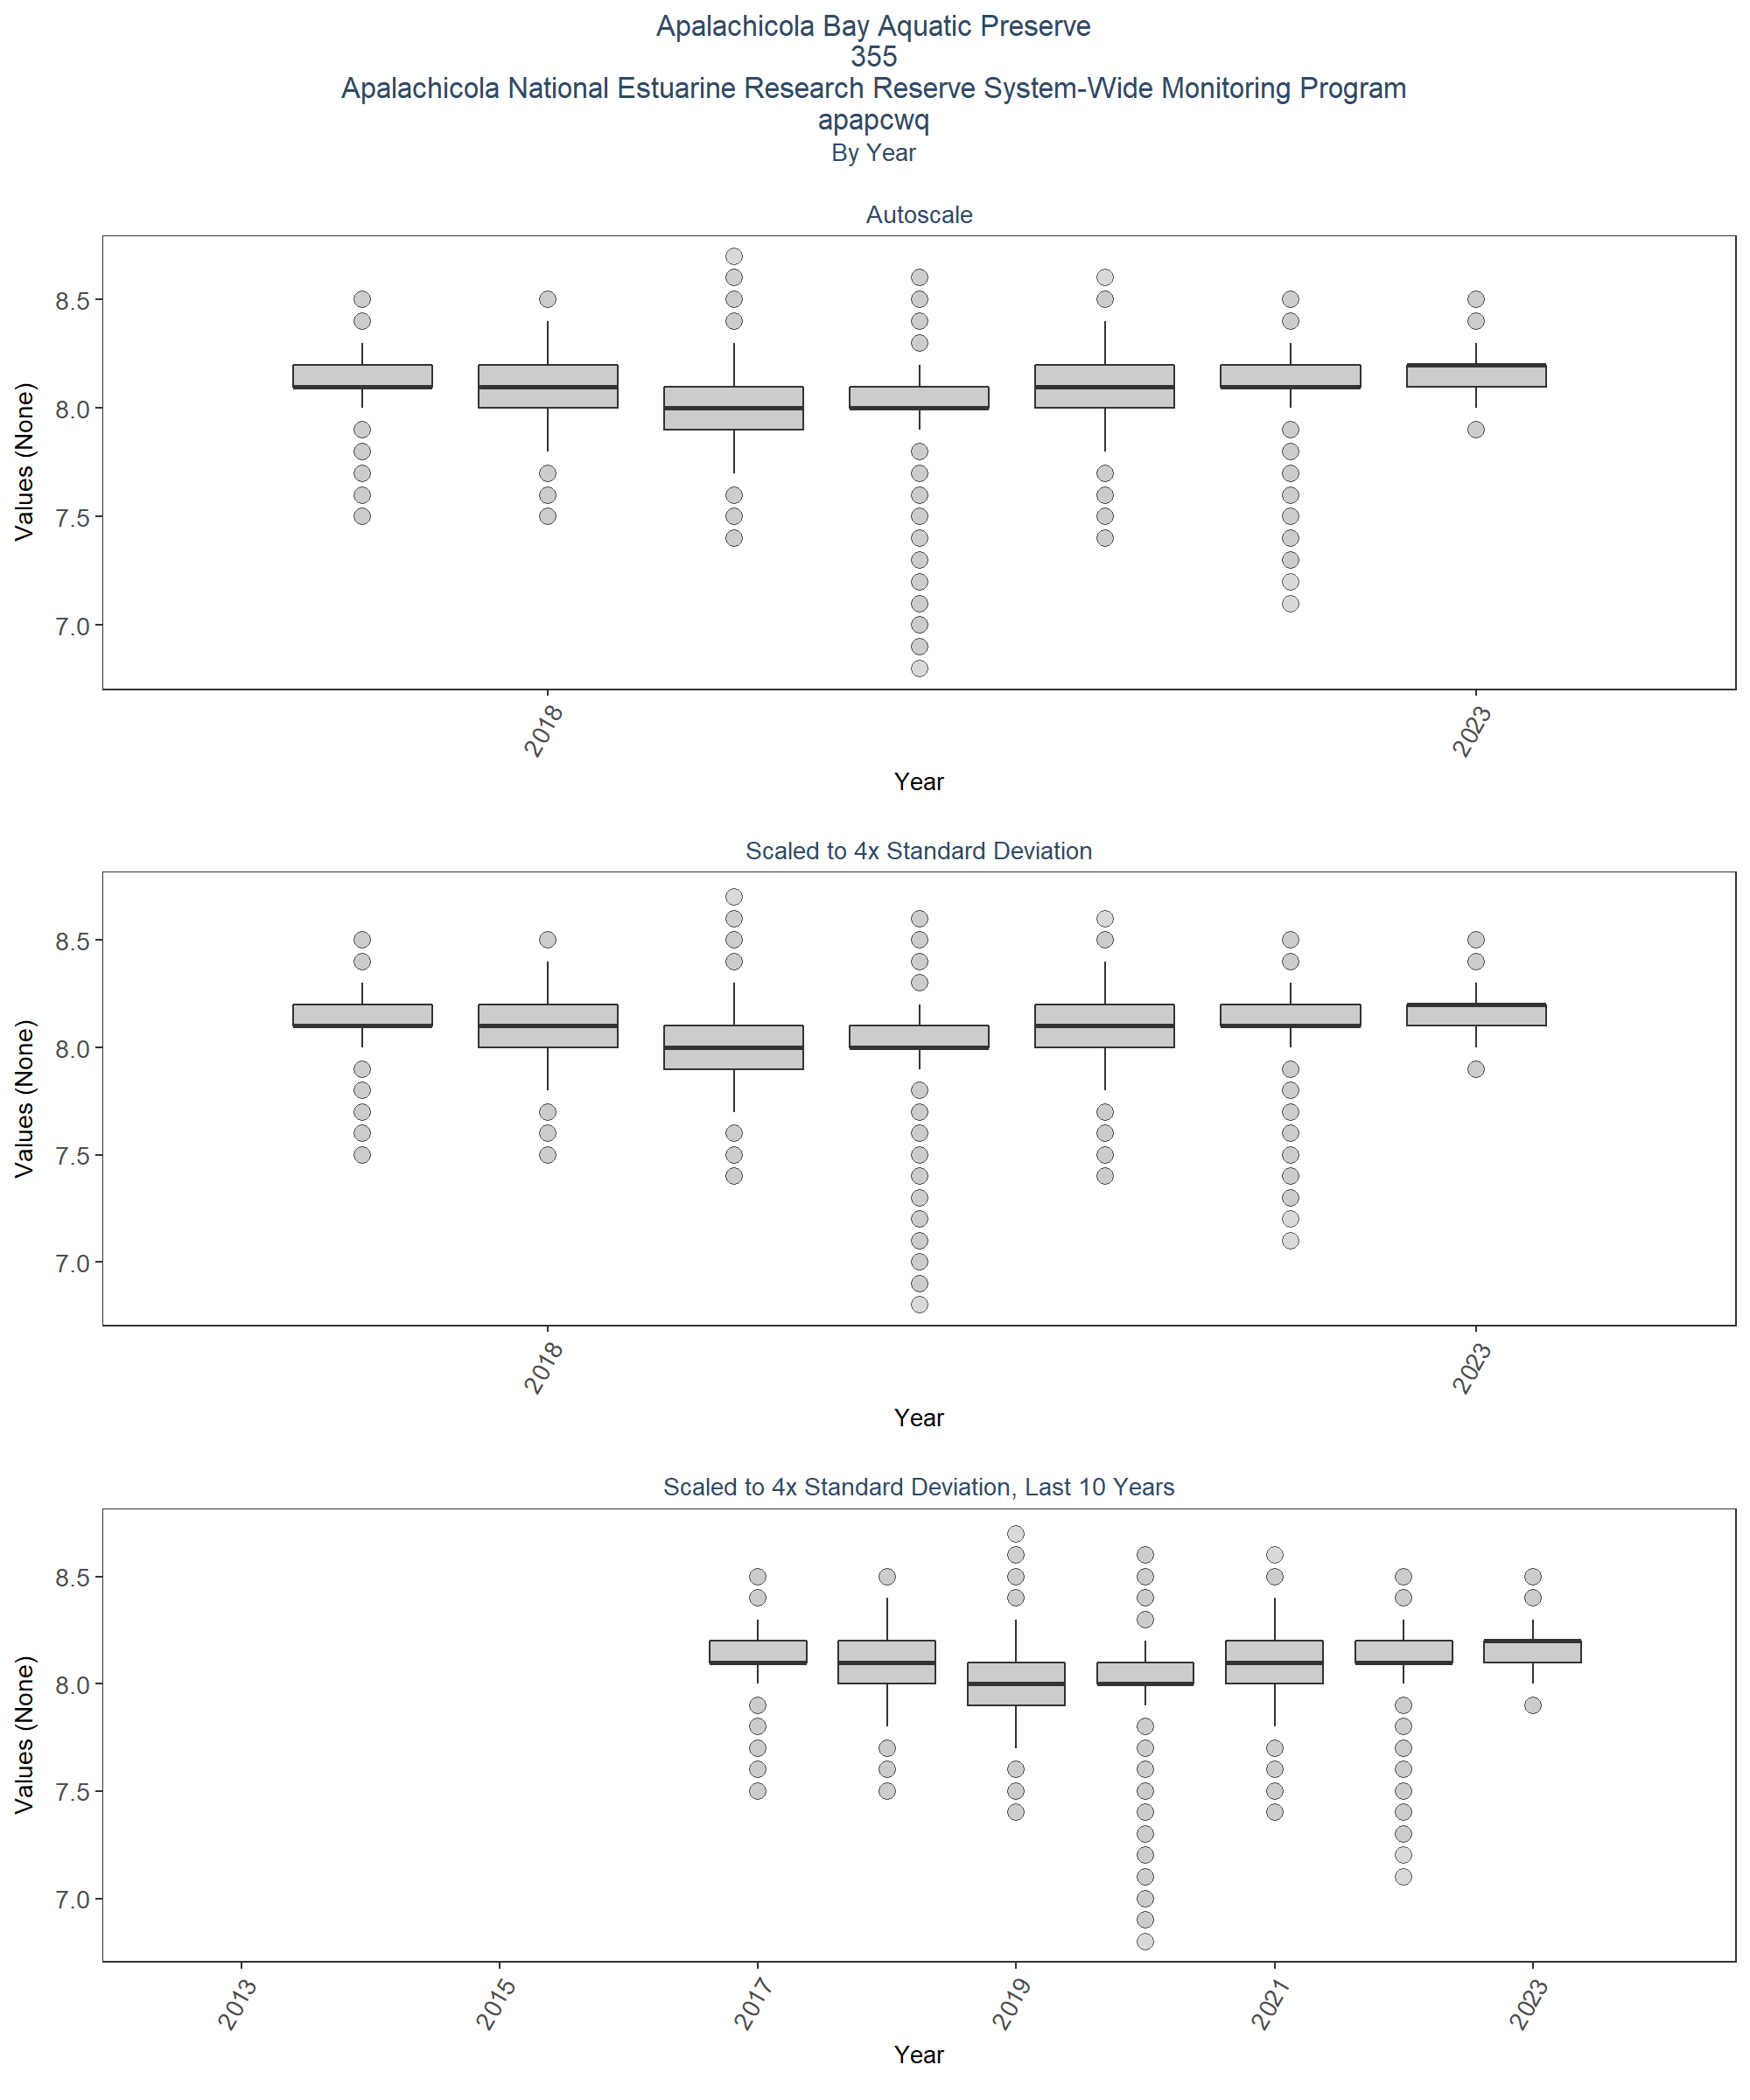 Apalachicola Bay Aquatic Preserve
355
Apalachicola National Estuarine Research Reserve System-Wide Monitoring Program
apapcwq
By Year
Autoscale
Values (None)
8.5
8.0
7.5
7.0
2018
2023
Year
Scaled to 4x Standard Deviation
Values (None)
8.5
8.0
7.5
7.0
2018
2023
Year
Scaled to 4x Standard Deviation, Last 10 Years
Values (None)
8.5
8.0
7.5
7.0
2013
2015
2017
2019
2021
2023
Year